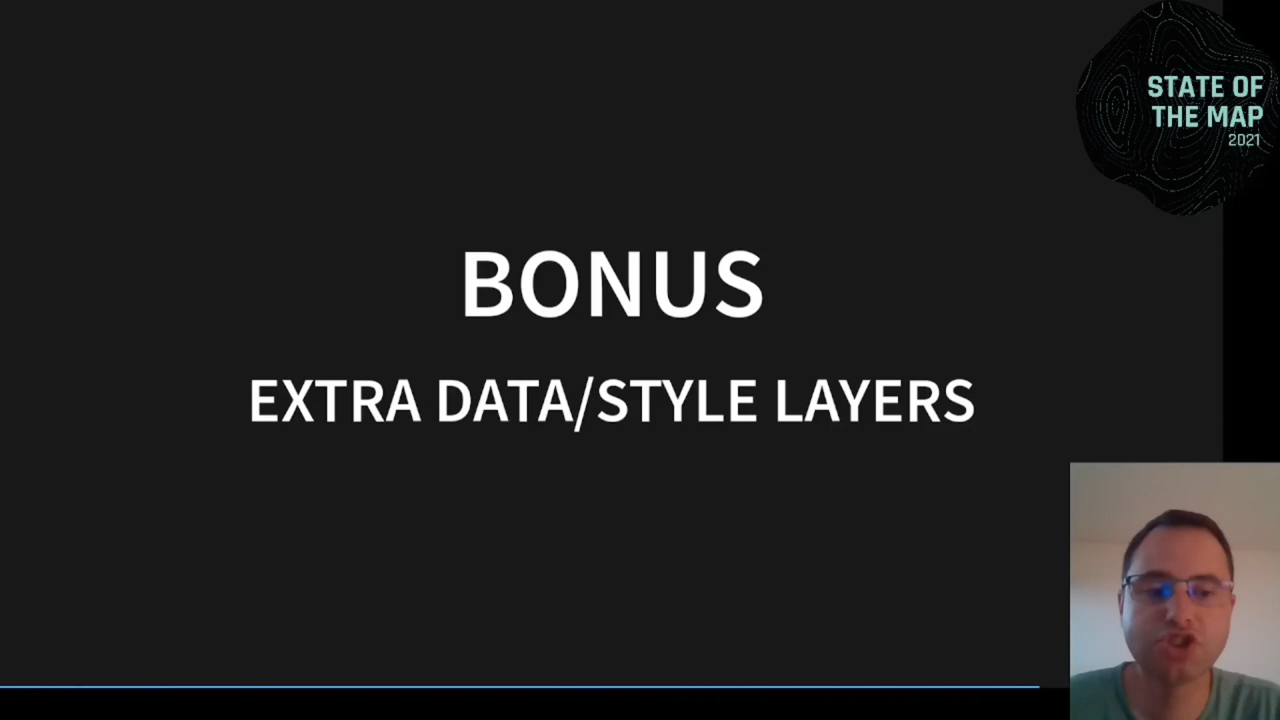 STATE OF
THE MAP
2021
BONUS
EXTRA DATA/STYLE LAYERS